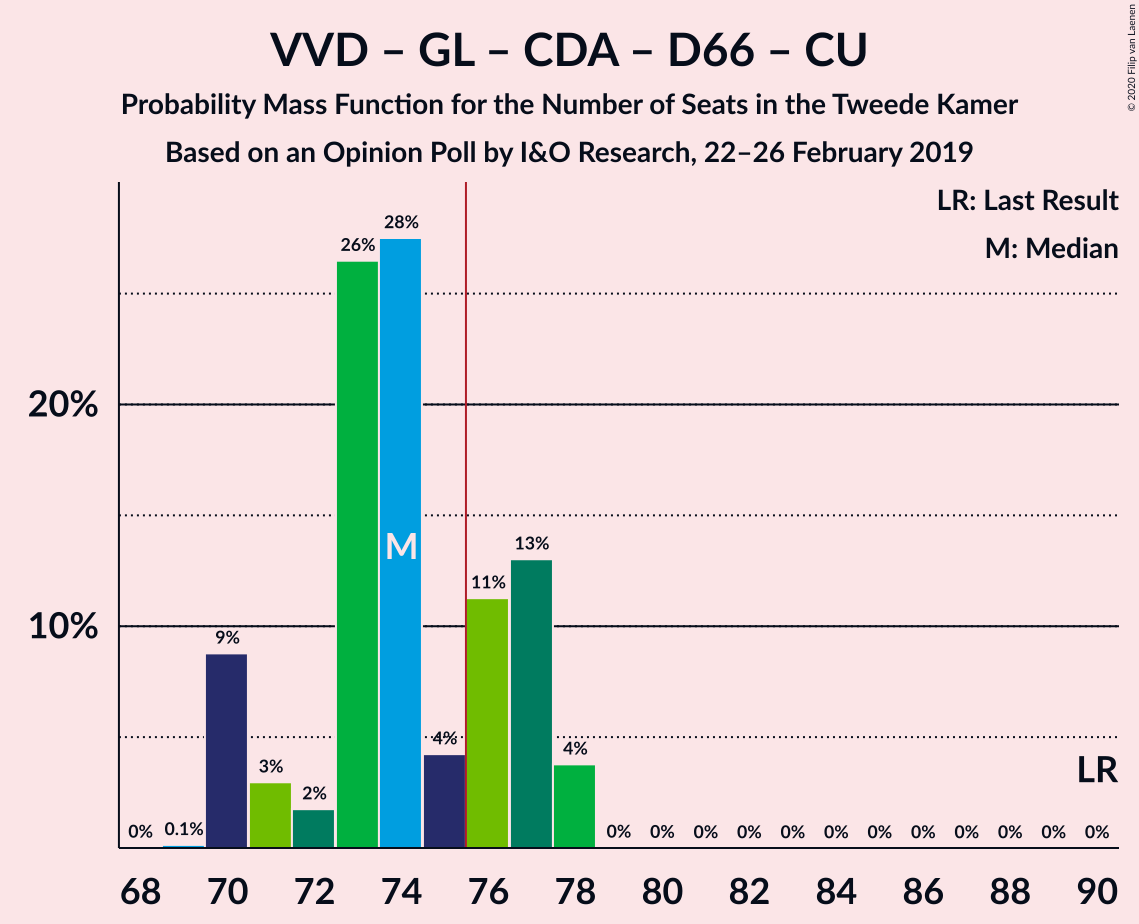 VVD – GL – CDA – D66 – CU
Probability Mass Function for the Number of Seats in the Tweede Kamer
Based on an Opinion Poll by I&O Research, 22–26 February 2019
© 2020 Filip van Laenen
LR: Last Result
M: Median
28%
26%
20%
M
13%
11%
10%
9%
4%
4%
3%
2%
LR
0%
0.1%
0%
0%
0%
0%
0%
0%
0%
0%
0%
0%
0%
0%
68 70 72 74 76 78 80 82 84 86 88 90